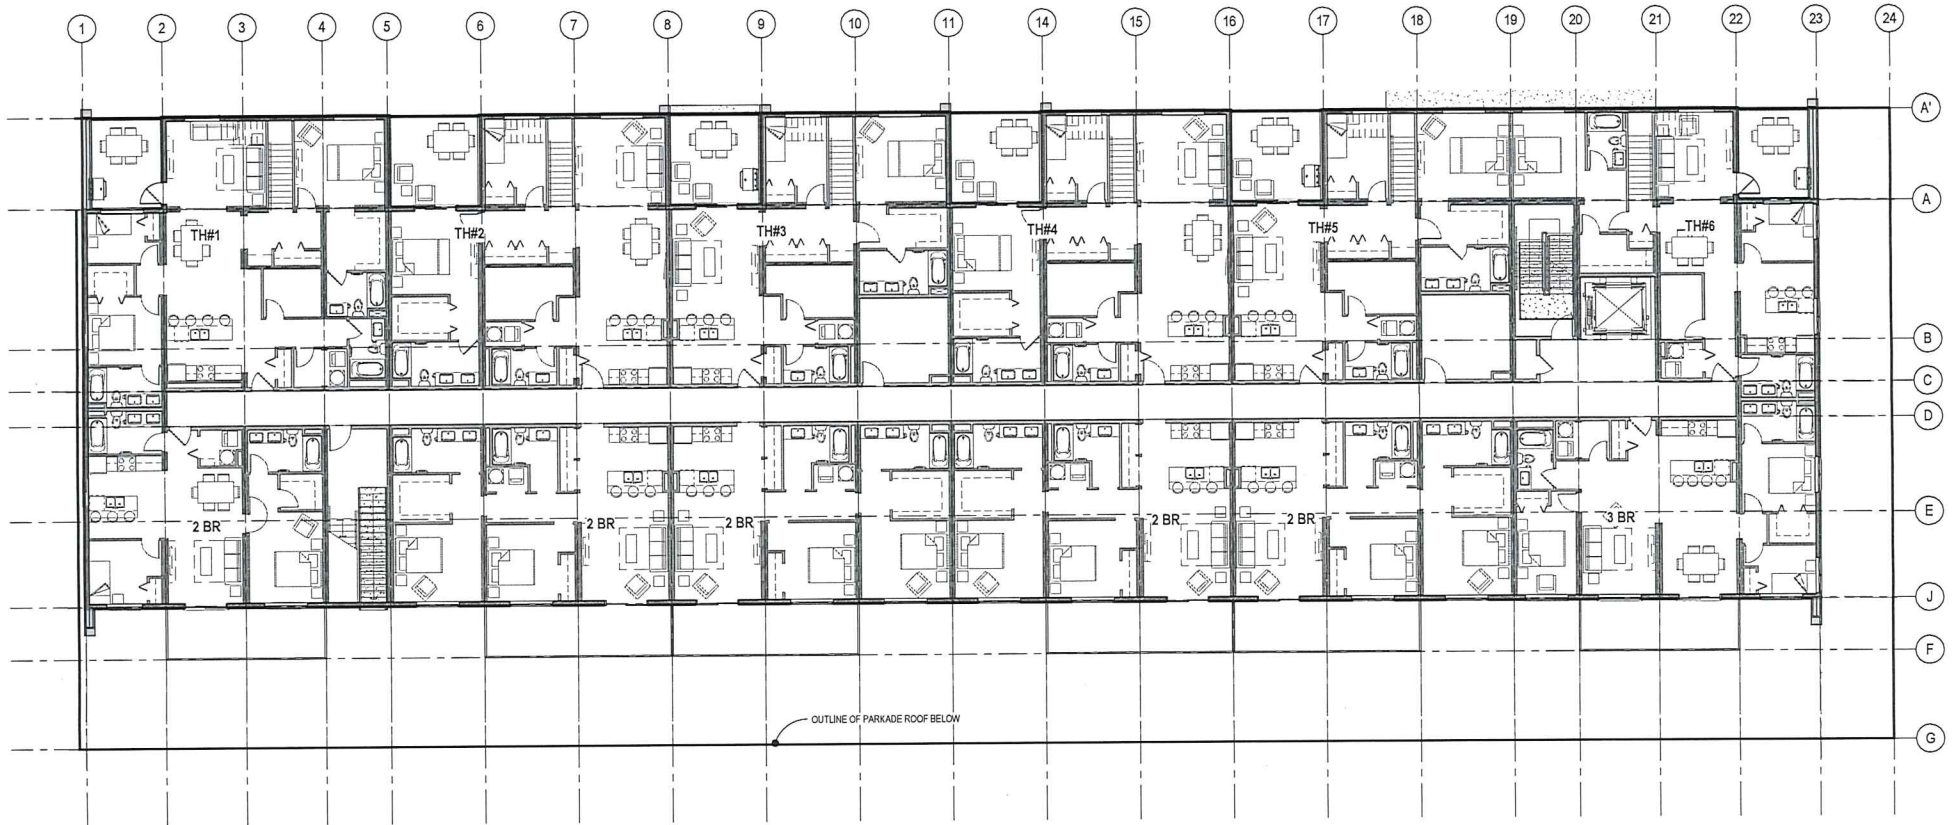 1 2 3 4 5 6 7 8 9 10 11 14 15 16 17 18 19 20 21 22 23 24
A'
A
TH#1 TH#2 TH#3 TH#4 TH#5 TH#6
B
C
D
E
2 BR 2 BR 2 BR 2 BR 2 BR 3 BR
J
F
OUTLINE OF PARKADE ROOF BELOW
G